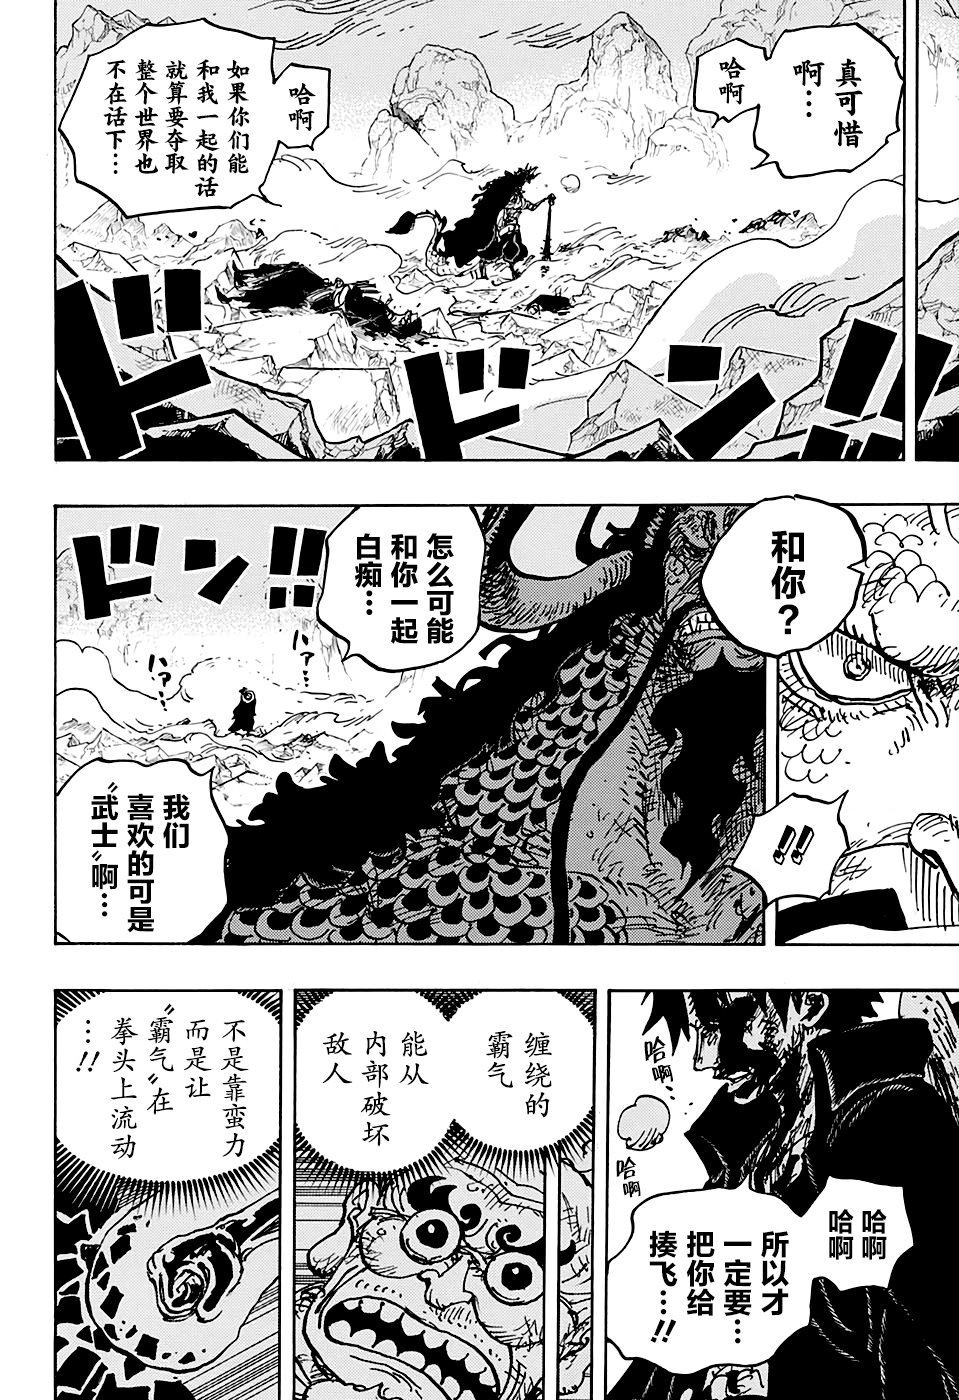 真可惜
啊…
哈啊
哈啊
如果你们能
和我一起的话
就算要夺取
整个世界也
不在话下…
ドドン!!
和你?
!!
怎么可能
和你一起
白痴…
ドン!!
ハァ…
ハァ…
我们
喜欢的可是
〝武士〞啊…
哈啊…
哈啊
哈啊
哈啊
所以才
一定要…
把你给
揍飞…!!
缠绕的
霸气
能从
内部破坏
敌人
不是靠蛮力
而是让
〝霸气〞在
拳头上流动
…!!